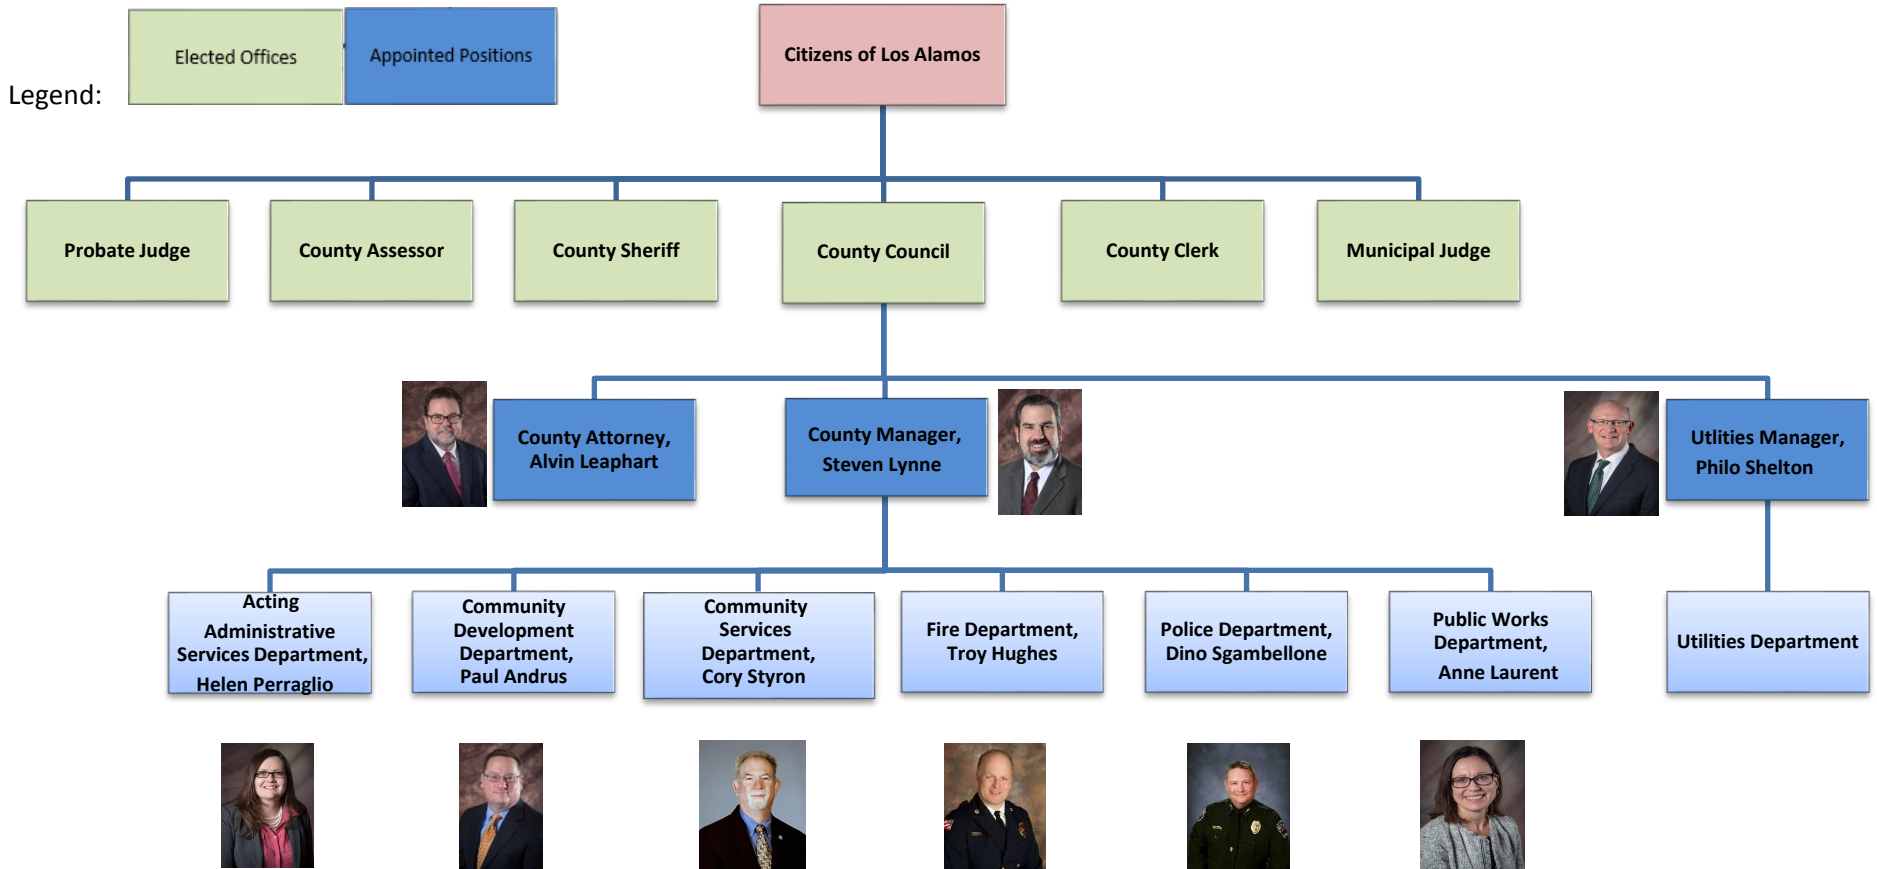 Elected Offices
Appointed Positions
Legend:
Citizens of Los Alamos
Probate Judge
County Assessor
County Sheriff
County Council
County Clerk
Municipal Judge
County Attorney,
Alvin Leaphart
County Manager,
Steven Lynne
Utlities Manager,
Philo Shelton
Acting
Administrative
Services Department,
Helen Perraglio
Community
Development
Department,
Paul Andrus
Community
Services
Department,
Cory Styron
Fire Department,
Troy Hughes
Police Department,
Dino Sgambellone
Public Works
Department,
Anne Laurent
Utilities Department